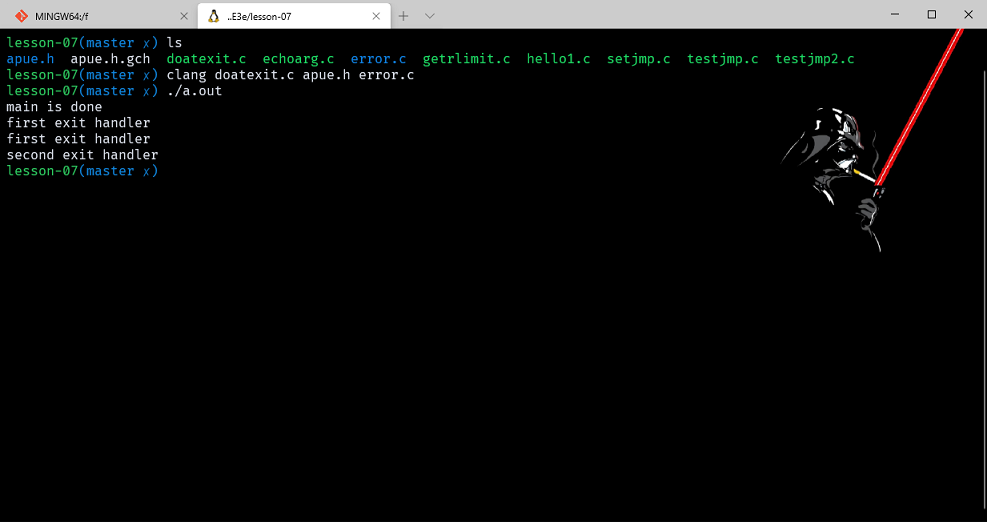 MINGW64:/f
..E3e/lesson-07
lesson-07(master x) ls
apue.h apue.h.gch doatexit.c echoarg.c error.c getrlimit.c hello1.c setjmp.c testjmp.c testjmp2.c
lesson-07(master x) clang doatexit.c apue.h error.c
lesson-07(master x) ./a.out
main is done
first exit handler
first exit handler
second exit handler
lesson-07(master x)